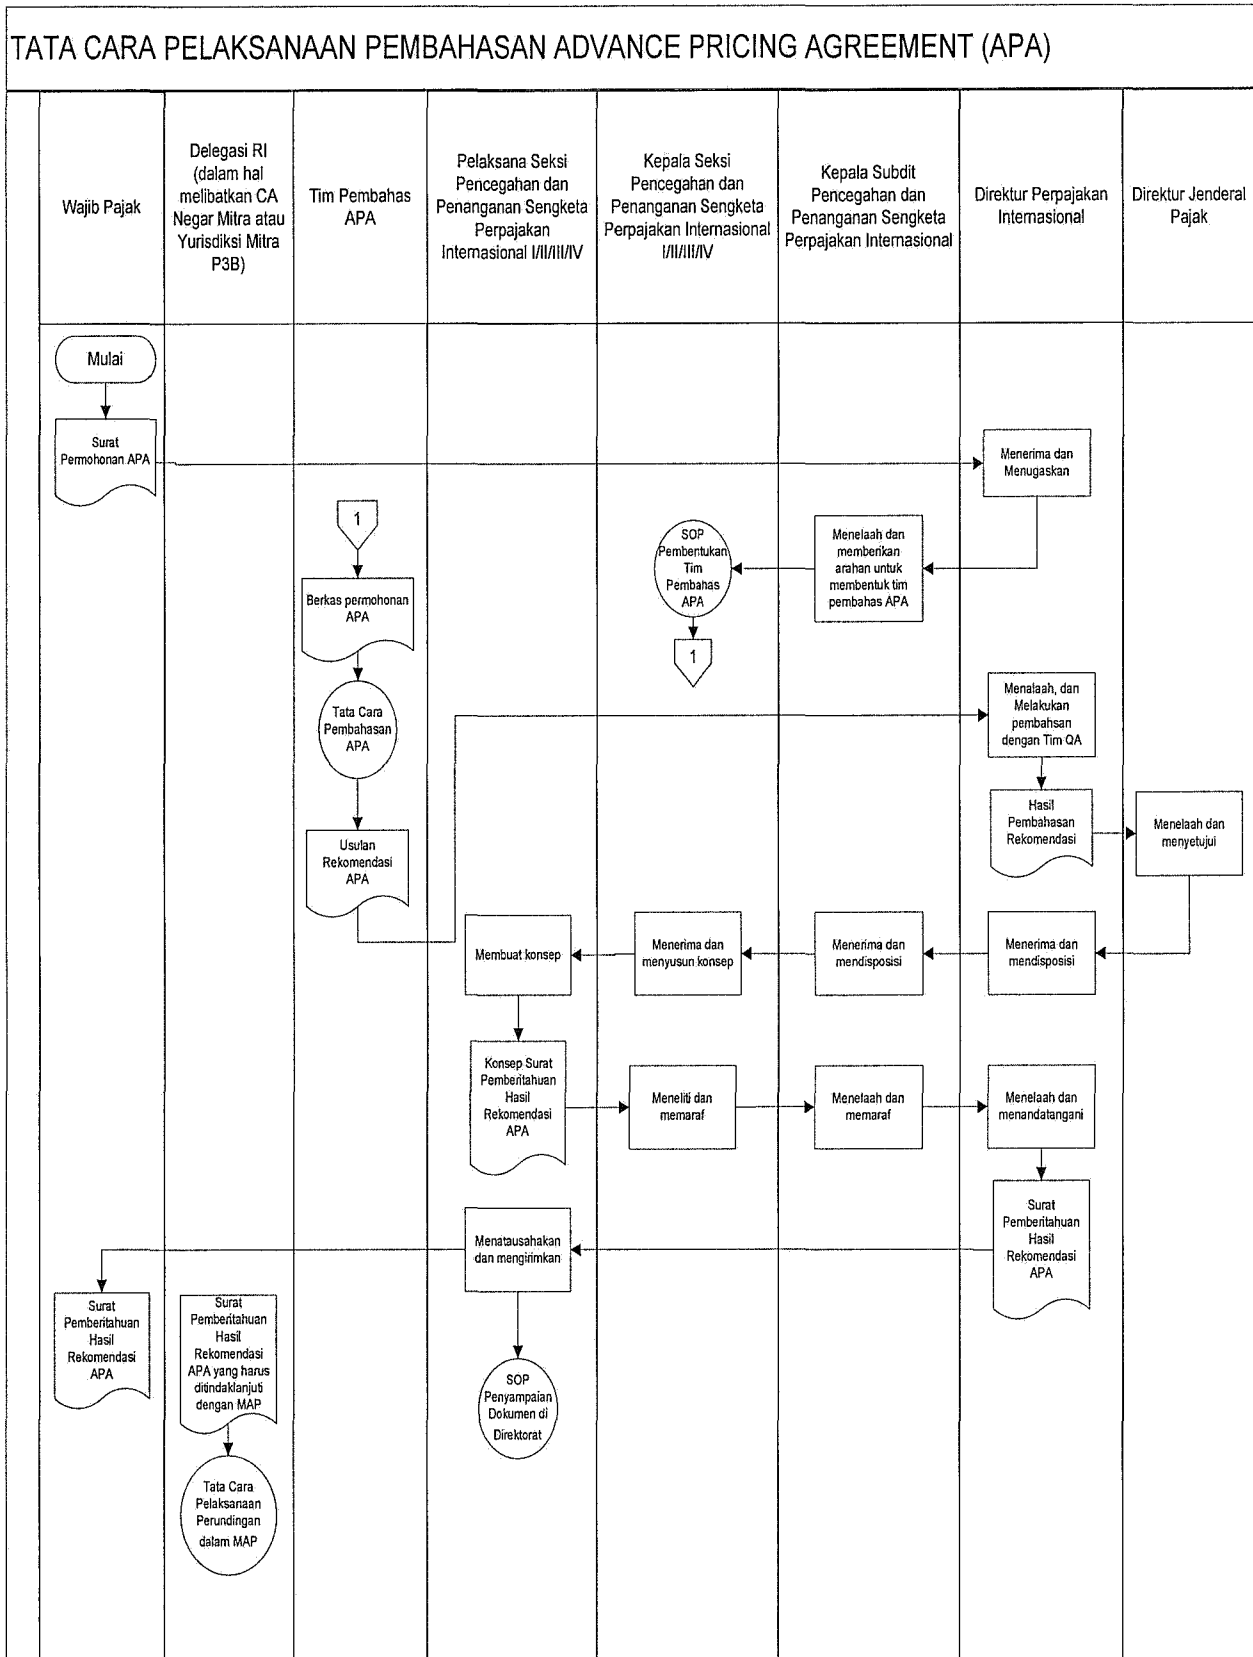 TATA CARA PELAKSANAAN PEMBAHASAN ADVANCE PRICING AGREEMENT (APA)
Wajib Pajak
Delegasi RI
(dalam hal
melibatkan CA
Negar Mitra atau
Yurisdiksi Mitra
P3B)
Tim Pembahas
APA
Pelaksana Seksi
Pencegahan dan
Penanganan Sengketa
Perpajakan
Internasional I/II/III/IV
Kepala Seksi
Pencegahan dan
Penanganan Sengketa
Perpajakan Internasional
I/II/III/IV
Kepala Subdit
Pencegahan dan
Penanganan Sengketa
Perpajakan Internasional
Direktur Perpajakan
Internasional
Direktur Jenderal
Pajak
Mulai
Surat
Permohonan APA
Menerima dan
Menugaskan
Menelaah dan
memberikan
arahan untuk
membentuk tim
pembahas APA
SOP
Pembentukan
Tim
Pembahas
APA
1
1
Berkas permohonan
APA
Tata Cara
Pembahasan
APA
Usulan
Rekomendasi
APA
Menalaah, dan
Melakukan
pembahsan
dengan Tim QA
Hasil
Pembahasan
Rekomendasi
Menelaah dan
menyetujui
Menerima dan
mendisposisi
Menerima dan
mendisposisi
Menerima dan
menyusun konsep
Membuat konsep
Konsep Surat
Pemberitahuan
Hasil
Rekomendasi
APA
Meneliti dan
memaraf
Menelaah dan
memaraf
Menelaah dan
menandatangani
Surat
Pemberitahuan
Hasil
Rekomendasi
APA
Menatausahakan
dan mengirimkan
Surat
Pemberitahuan
Hasil
Rekomendasi
APA
Surat
Pemberitahuan
Hasil
Rekomendasi
APA yang harus
ditindaklanjuti
dengan MAP
SOP
Penyampaian
Dokumen di
Direktorat
Tata Cara
Pelaksanaan
Perundingan
dalam MAP